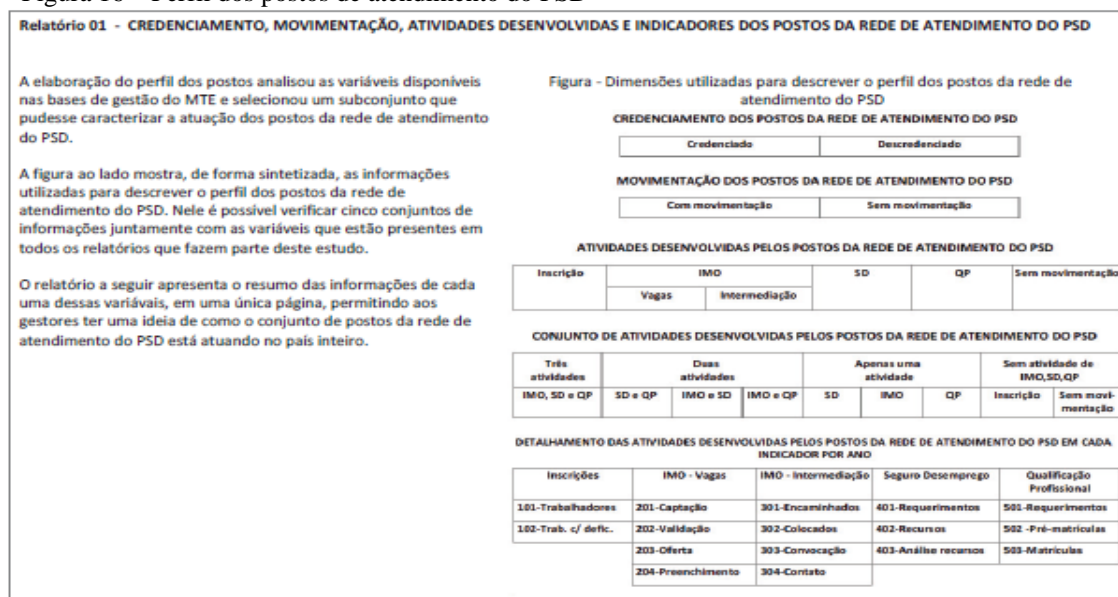 Figura 16 – Perfil dos postos de atendimento do PSD
Relatório 01 - CREDENCIAMENTO, MOVIMENTAÇÃO, ATIVIDADES DESENVOLVIDAS E INDICADORES DOS POSTOS DA REDE DE ATENDIMENTO DO PSD
A elaboração do perfil dos postos analisou as variáveis disponíveis
nas bases de gestão do MTE e selecionou um subconjunto que
pudesse caracterizar a atuação dos postos da rede de atendimento
do PSD.
A figura ao lado mostra, de forma sintetizada, as informações
utilizadas para descrever o perfil dos postos da rede de
atendimento do PSD. Nele é possível verificar cinco conjuntos de
informações juntamente com as variáveis que estão presentes em
todos os relatórios que fazem parte deste estudo.
O relatório a seguir apresenta o resumo das informações de cada
uma dessas variávais, em uma única página, permitindo aos
gestores ter uma ideia de como o conjunto de postos da rede de
atendimento do PSD está atuando no país inteiro.
Figura - Dimensões utilizadas para descrever o perfil dos postos da rede de
atendimento do PSD
CREDENCIAMENTO DOS POSTOS DA REDE DE ATENDIMENTO DO PSD
Credenciado Descredenciado
MOVIMENTAÇÃO DOS POSTOS DA REDE DE ATENDIMENTO DO PSD
Com movimentação Sem movimentação
ATIVIDADES DESENVOLVIDAS PELOS POSTOS DA REDE DE ATENDIMENTO DO PSD
Inscrição IMO SD QP Sem movimentação
Vagas Intermediação
CONJUNTO DE ATIVIDADES DESENVOLVIDAS PELOS POSTOS DA REDE DE ATENDIMENTO DO PSD
Três Duas Apenas uma Sem atividade de
atividades atividades atividade IMO,SD,QP
IMO, SD e QP SD e QP IMO e SD IMO e QP SD IMO QP Inscrição Sem movi-
mentação
DETALHAMENTO DAS ATIVIDADES DESENVOLVIDAS PELOS POSTOS DA REDE DE ATENDIMENTO DO PSD EM CADA
INDICADOR POR ANO
Inscrições IMO - Vagas IMO - Intermediação Seguro Desemprego Qualificação
Profissional
101-Trabalhadores 201-Captação 301-Encaminhados 401-Requerimentos 501-Requerimentos
102-Trab. c/ defic. 202-Validação 302-Colocados 402-Recursos 502 -Pré-matrículas
203-Oferta 303-Convocação 403-Análise recursos 503-Matrículas
204-Preenchimento 304-Contato